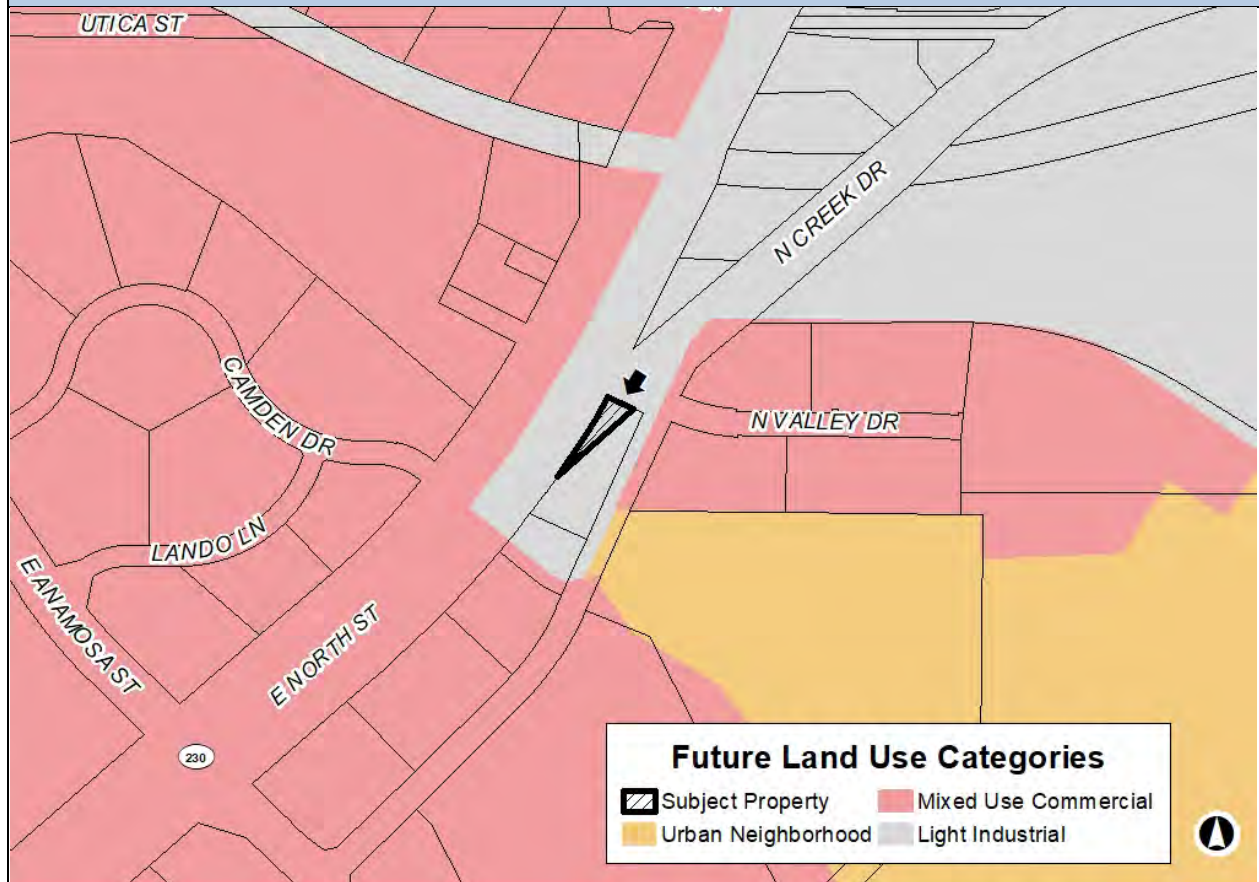 UTICA ST
N CREEK DR
CAMDEN DR
N VALLEY DR
LANDO LN
E ANAMOSA ST
E NORTH ST
230
Future Land Use Categories
Subject Property
Mixed Use Commercial
Urban Neighborhood
Light Industrial